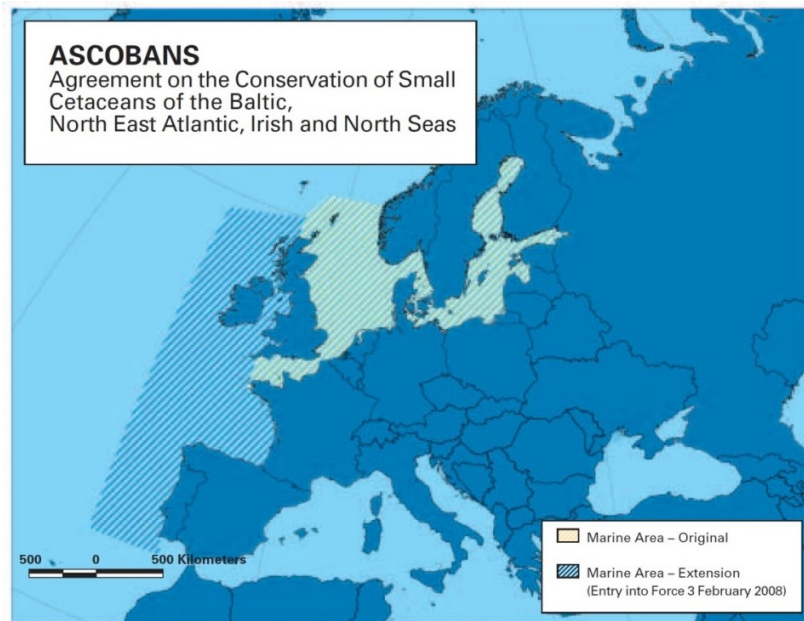 ASCOBANS
Agreement on the Conservation of Small
Cetaceans of the Baltic,
North East Atlantic, Irish and North Seas
500 0 500 Kilometers
Marine Area – Original
Marine Area – Extension
(Entry into Force 3 February 2008)